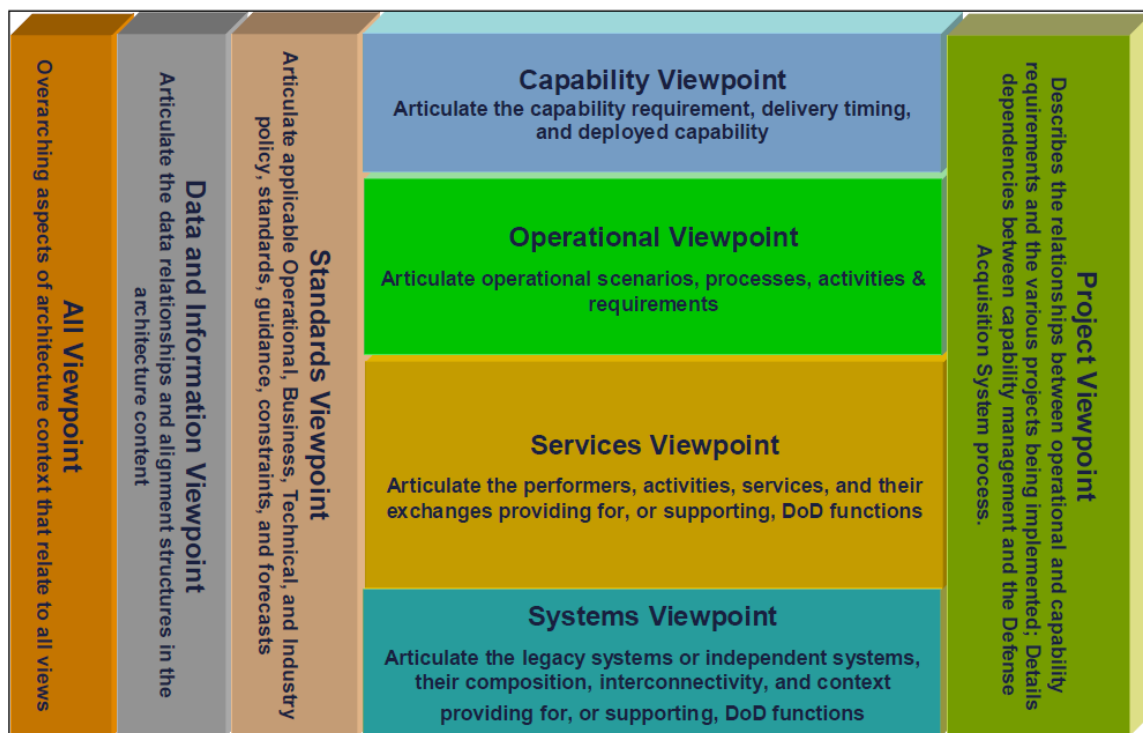 All Viewpoint
Overarching aspects of architecture context that relate to all views
Data and Information Viewpoint
Articulate the data relationships and alignment structures in the
architecture content
Standards Viewpoint
Articulate applicable Operational, Business, Technical, and Industry
policy, standards, guidance, constraints, and forecasts
Capability Viewpoint
Articulate the capability requirement, delivery timing,
and deployed capability
Operational Viewpoint
Articulate operational scenarios, processes, activities &
requirements
Services Viewpoint
Articulate the performers, activities, services, and their
exchanges providing for, or supporting, DoD functions
Systems Viewpoint
Articulate the legacy systems or independent systems,
their composition, interconnectivity, and context
providing for, or supporting, DoD functions
Project Viewpoint
Describes the relationships between operational and capability
requirements and the various projects being implemented; Details
dependencies between capability management and the Defense
Acquisition System process.